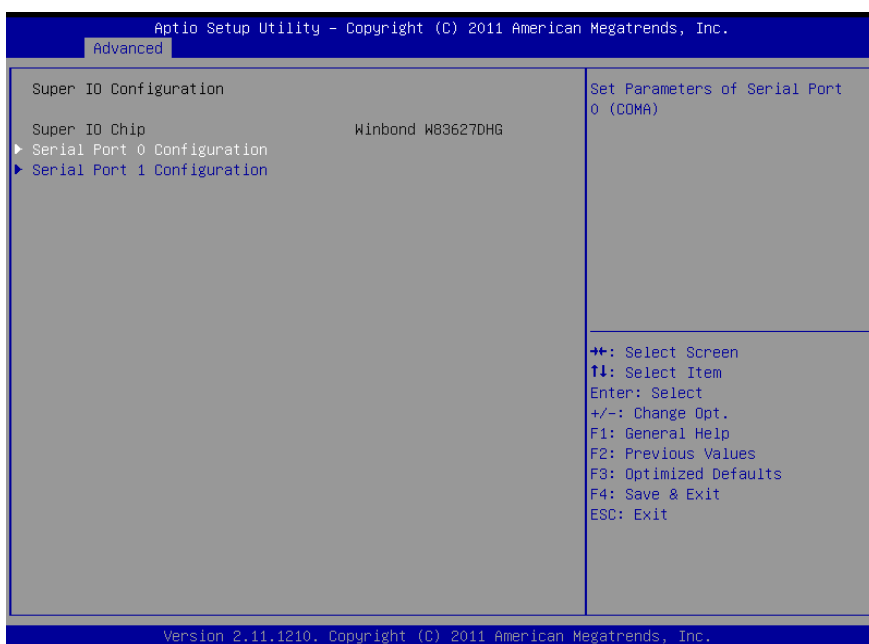 Aptio Setup Utility – Copyright (C) 2011 American Megatrends, Inc.
Advanced
Super IO Configuration
Super IO Chip Winbond W83627DHG
▶ Serial Port 0 Configuration
▶ Serial Port 1 Configuration
Set Parameters of Serial Port
0 (COMA)
→←: Select Screen
↑↓: Select Item
Enter: Select
+/-: Change Opt.
F1: General Help
F2: Previous Values
F3: Optimized Defaults
F4: Save & Exit
ESC: Exit
Version 2.11.1210. Copyright (C) 2011 American Megatrends, Inc.